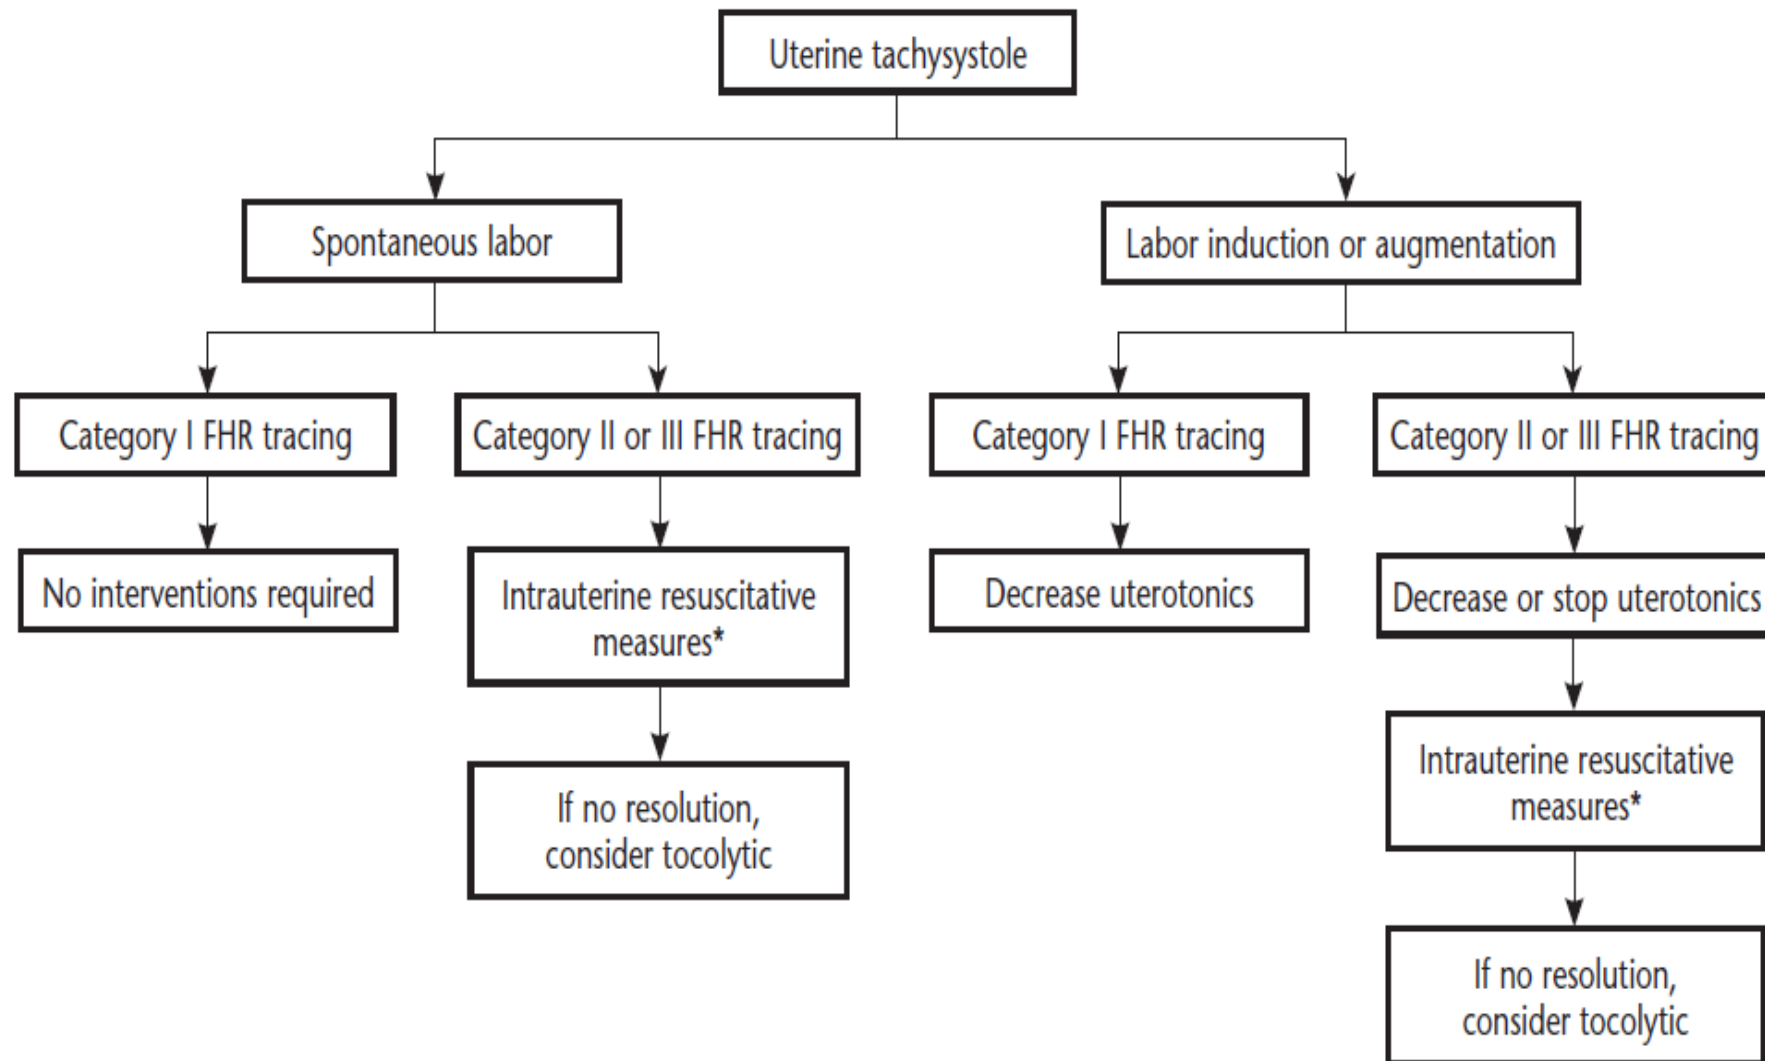 Uterine tachysystole
Spontaneous labor
Labor induction or augmentation
Category I FHR tracing
Category II or III FHR tracing
Category I FHR tracing
Category II or III FHR tracing
No interventions required
Intrauterine resuscitative
measures*
Decrease uterotonics
Decrease or stop uterotonics
If no resolution,
consider tocolytic
Intrauterine resuscitative
measures*
If no resolution,
consider tocolytic